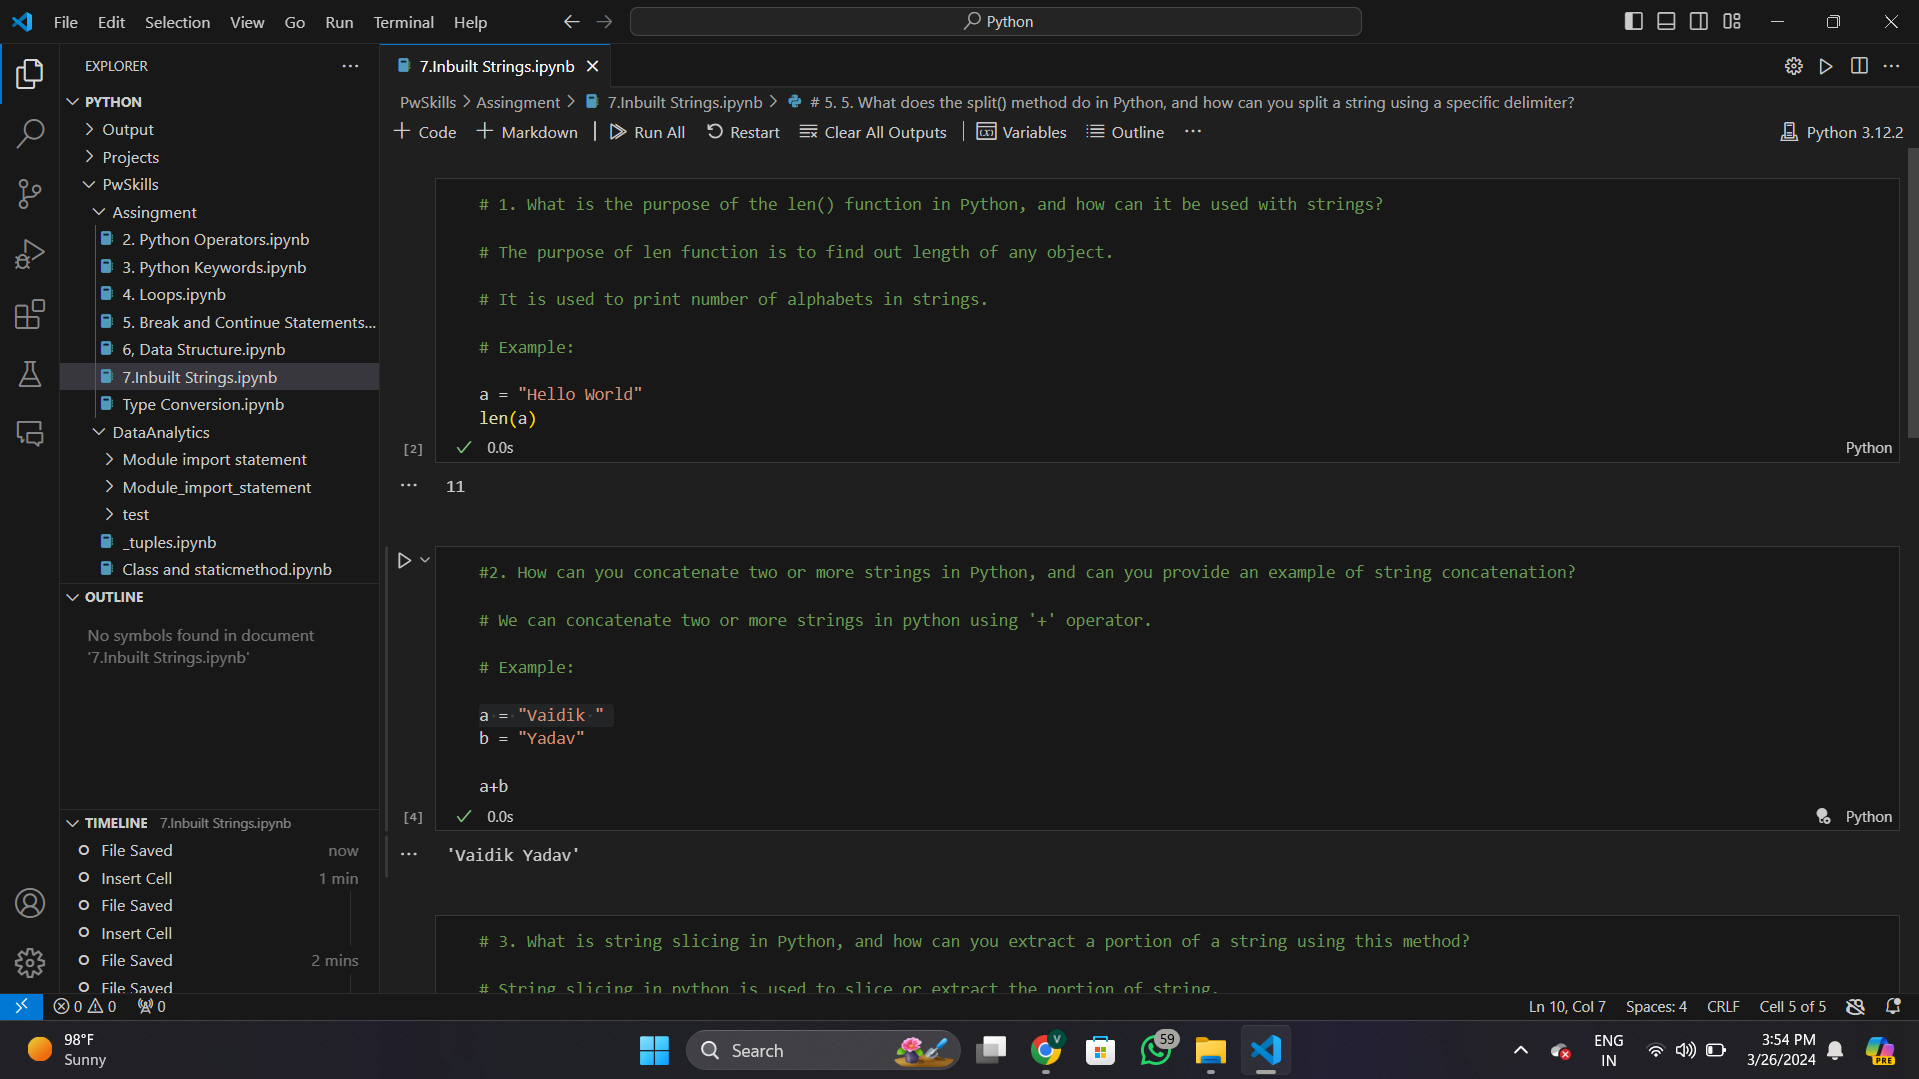 File Edit Selection View Go Run Terminal Help
Python
EXPLORER
PYTHON
Output
Projects
PwSkills
Assingment
2. Python Operators.ipynb
3. Python Keywords.ipynb
4. Loops.ipynb
5. Break and Continue Statements...
6, Data Structure.ipynb
7.Inbuilt Strings.ipynb
Type Conversion.ipynb
DataAnalytics
Module import statement
Module_import_statement
test
_tuples.ipynb
Class and staticmethod.ipynb
OUTLINE
No symbols found in document
'7.Inbuilt Strings.ipynb'
TIMELINE 7.Inbuilt Strings.ipynb
File Saved now
Insert Cell 1 min
File Saved
Insert Cell
File Saved 2 mins
File Saved
7.Inbuilt Strings.ipynb
PwSkills > Assingment > 7.Inbuilt Strings.ipynb > # 5. 5. What does the split() method do in Python, and how can you split a string using a specific delimiter?
+ Code + Markdown | Run All Restart Clear All Outputs | Variables Outline ...
Python 3.12.2
# 1. What is the purpose of the len() function in Python, and how can it be used with strings?
# The purpose of len function is to find out length of any object.
# It is used to print number of alphabets in strings.
# Example:
a = "Hello World"
len(a)
[2] 0.0s Python
11
#2. How can you concatenate two or more strings in Python, and can you provide an example of string concatenation?
# We can concatenate two or more strings in python using '+' operator.
# Example:
a = "Vaidik "
b = "Yadav"
a+b
[4] 0.0s Python
'Vaidik Yadav'
# 3. What is string slicing in Python, and how can you extract a portion of a string using this method?
# String slicing in python is used to slice or extract the portion of string.
0 0 0
Ln 10, Col 7 Spaces: 4 CRLF Cell 5 of 5
98°F
Sunny
Search
V
59
ENG
IN
3:54 PM
3/26/2024
PRE